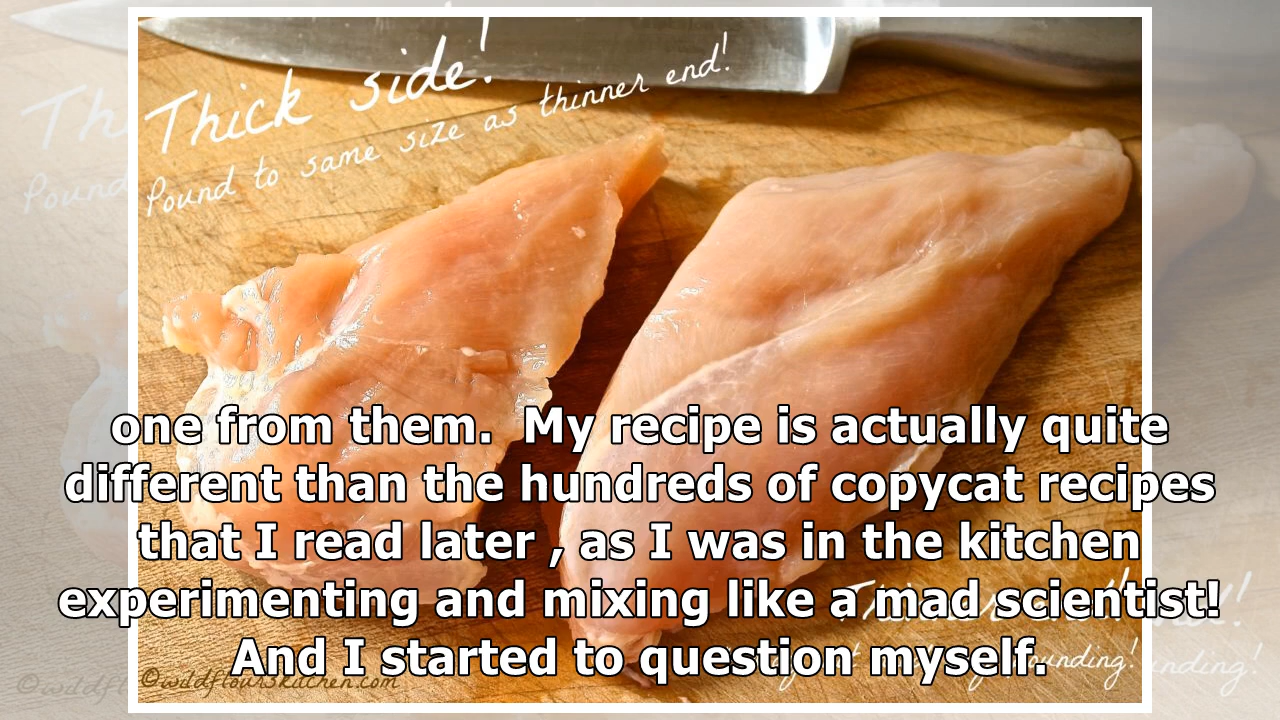 Thick side!
Pound to same size as thinner end!
one from them. My recipe is actually quite
different than the hundreds of copycat recipes
that I read later , as I was in the kitchen
experimenting and mixing like a mad scientist!
And I started to question myself.
©wildflourskitchen.com